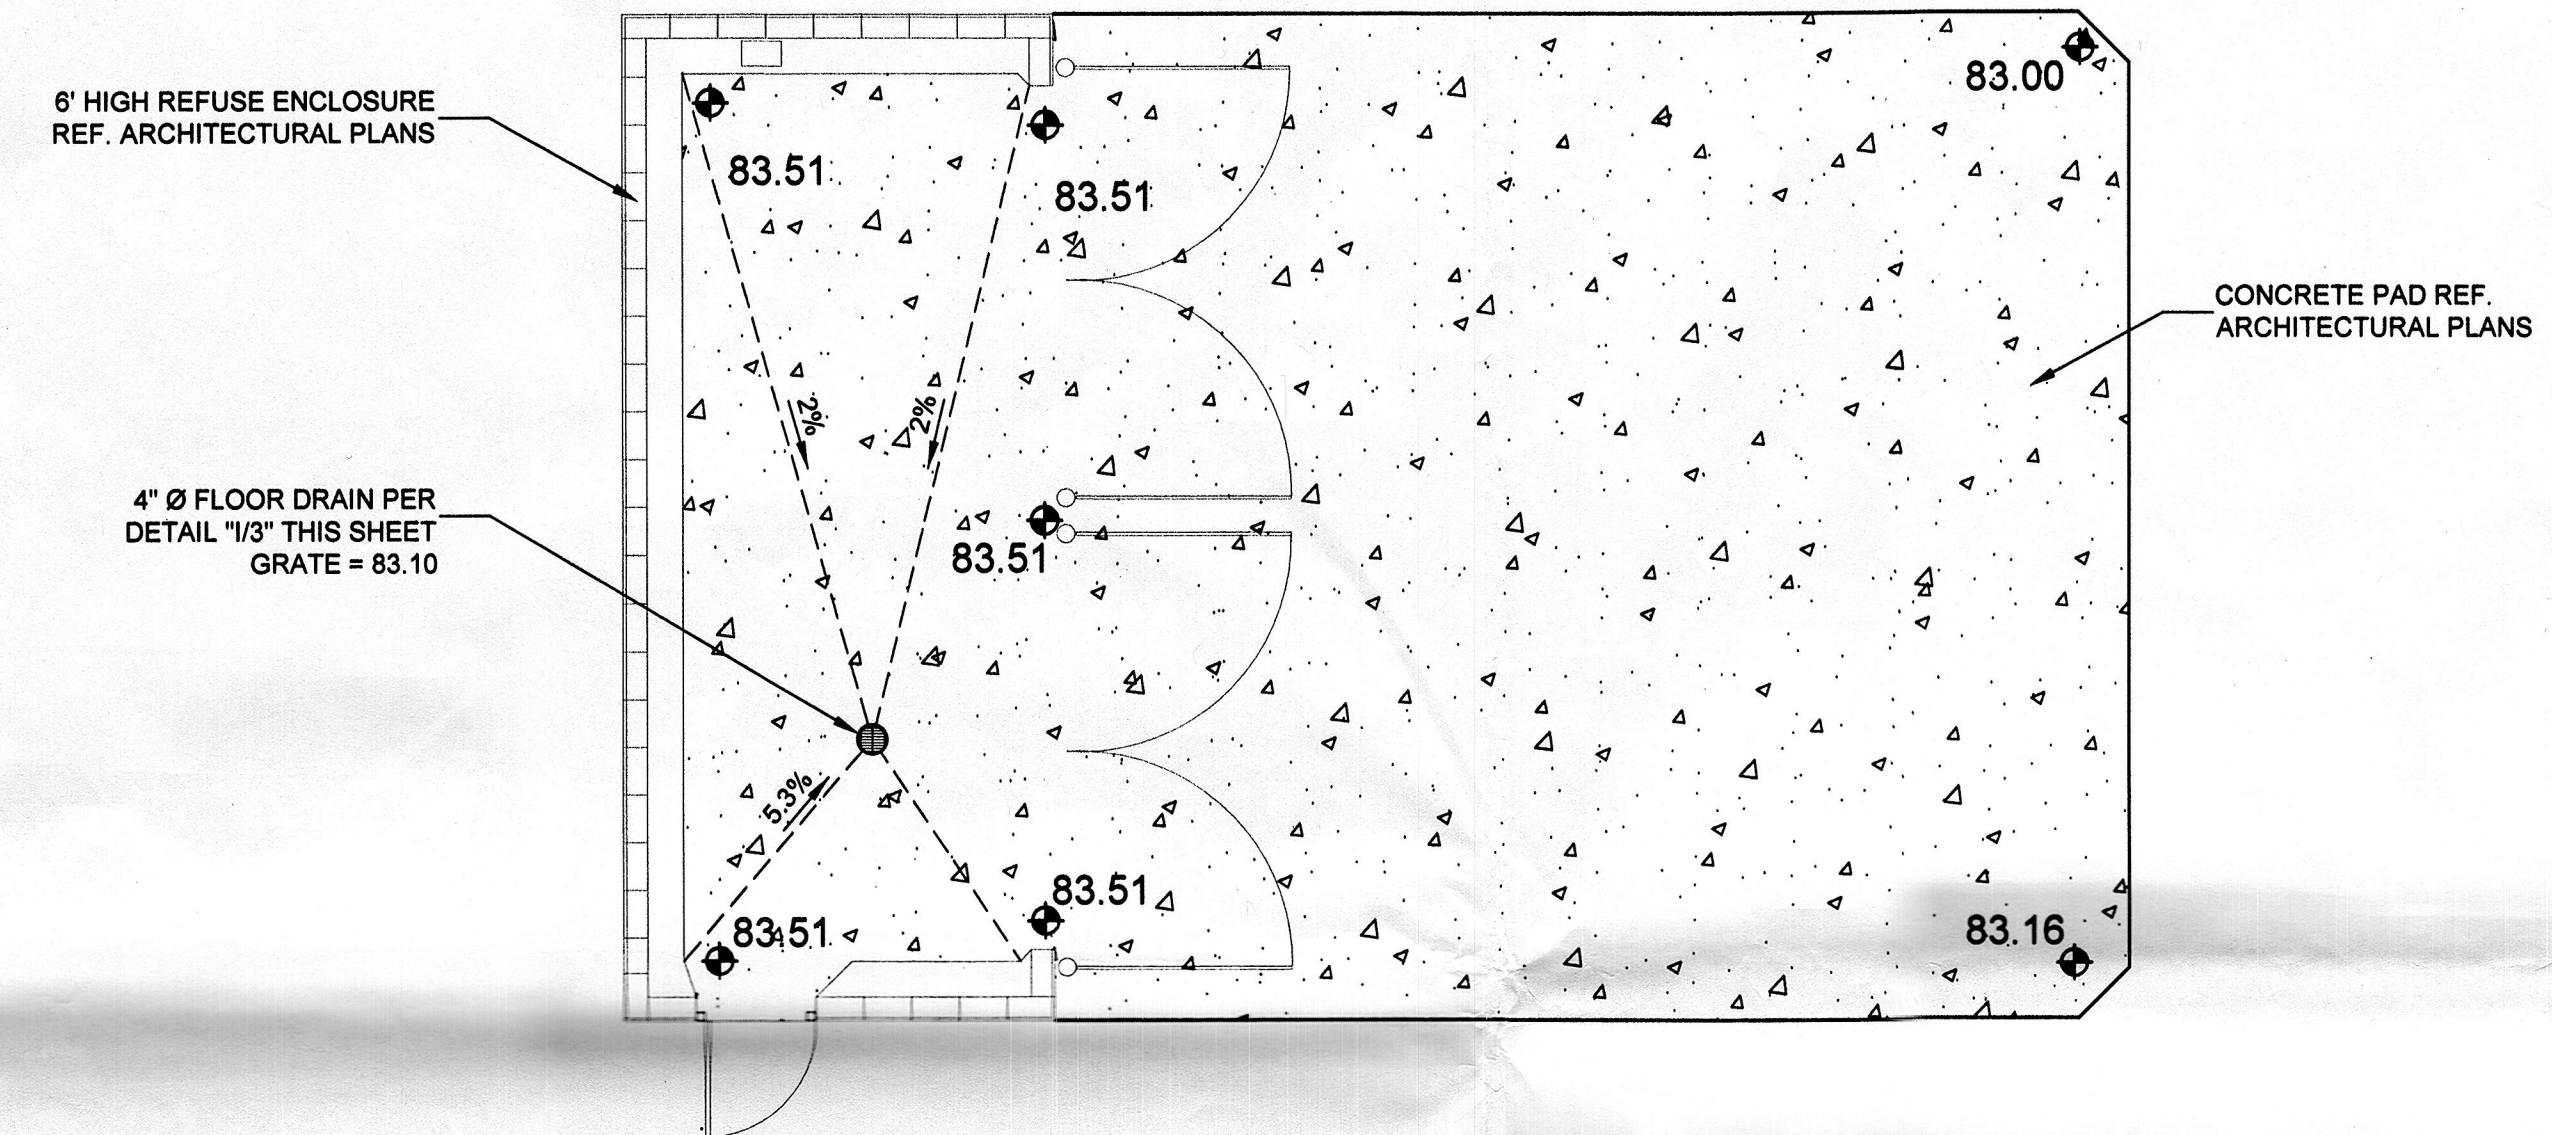 6' HIGH REFUSE ENCLOSURE
REF. ARCHITECTURAL PLANS
83.51
83.51
83.00
CONCRETE PAD REF.
ARCHITECTURAL PLANS
2%
2%
4" Ø FLOOR DRAIN PER
DETAIL "I/3" THIS SHEET
GRATE = 83.10
83.51
5.3%
83.51
83.51
83.16